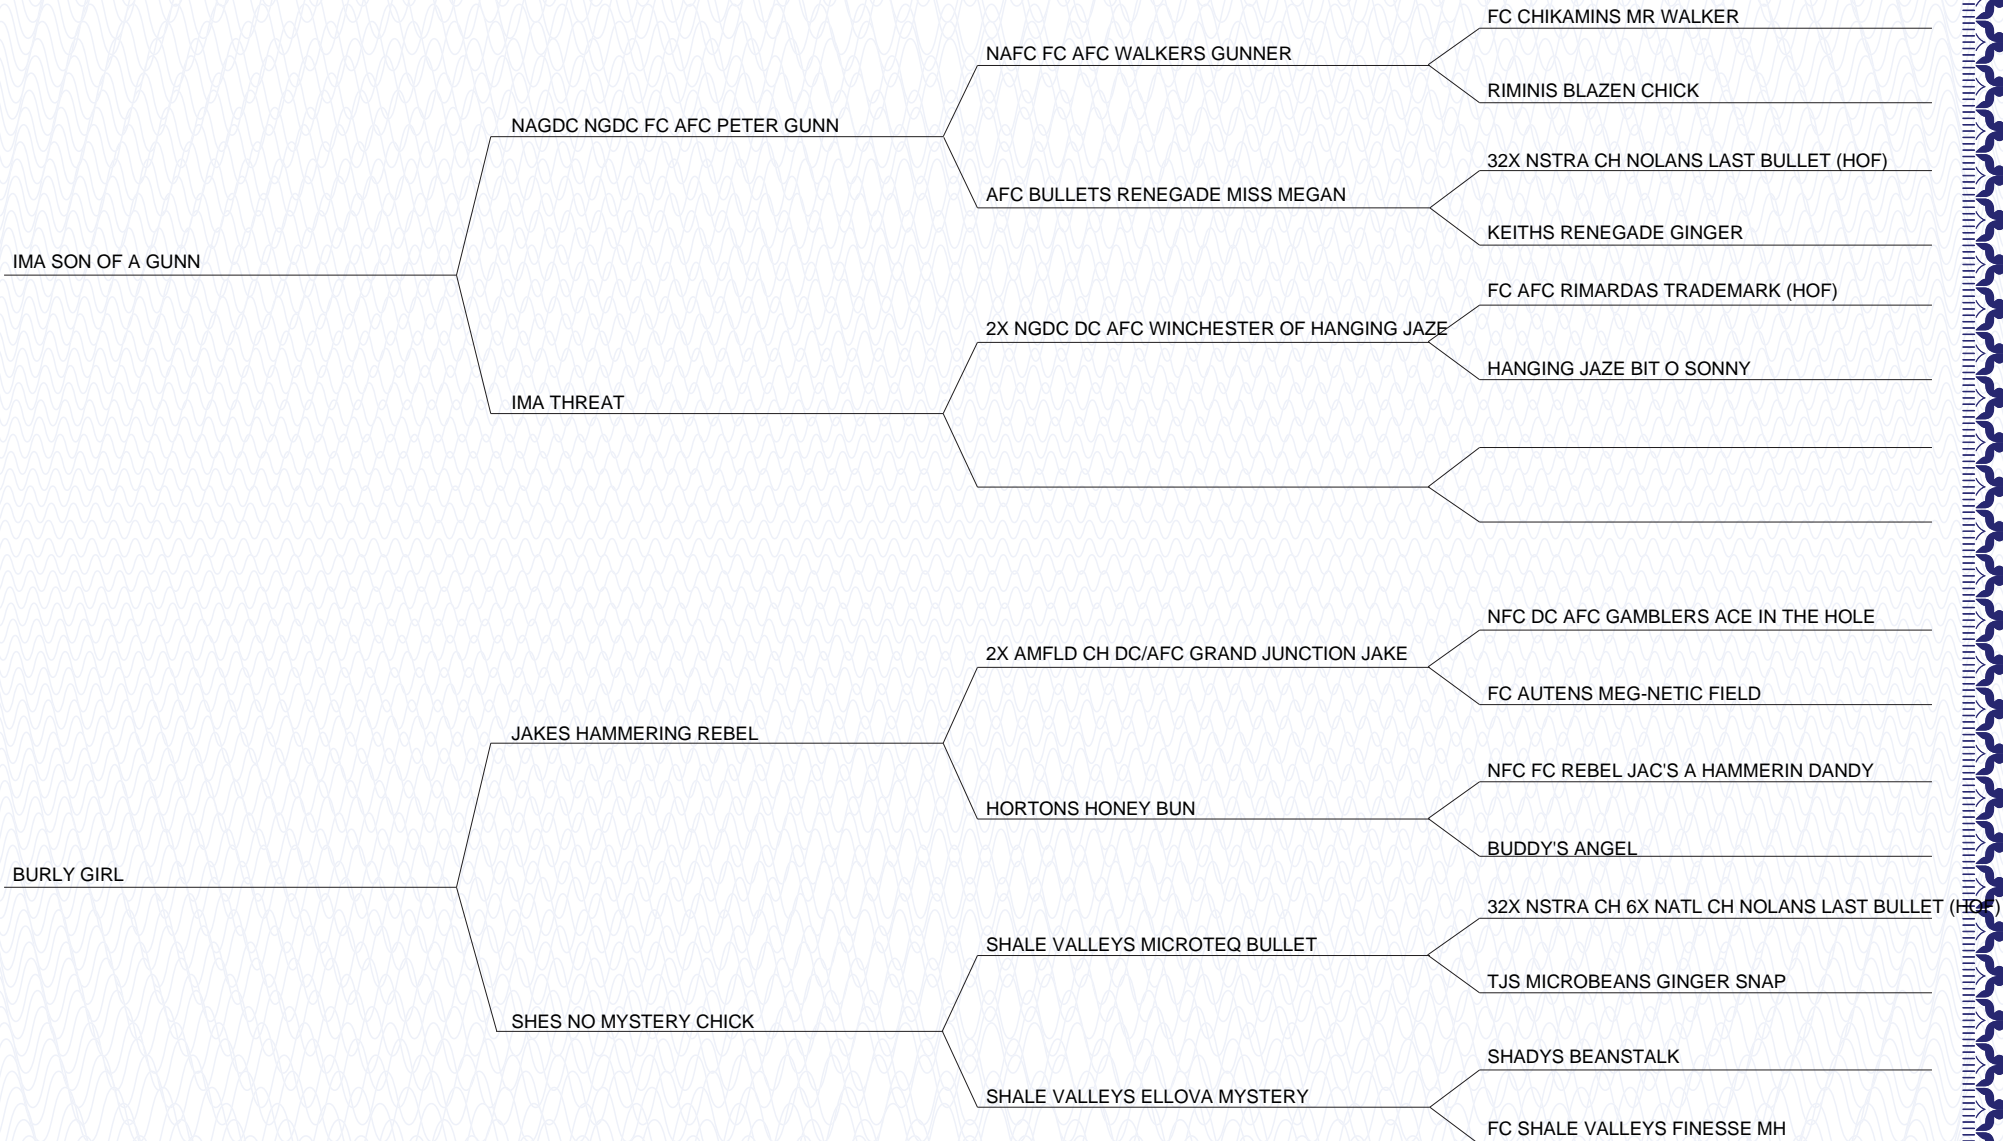 FC CHIKAMINS MR WALKER
NAFC FC AFC WALKERS GUNNER
RIMINIS BLAZEN CHICK
NAGDC NGDC FC AFC PETER GUNN
32X NSTRA CH NOLANS LAST BULLET (HOF)
AFC BULLETS RENEGADE MISS MEGAN
KEITHS RENEGADE GINGER
IMA SON OF A GUNN
FC AFC RIMARDAS TRADEMARK (HOF)
2X NGDC DC AFC WINCHESTER OF HANGING JAZE
HANGING JAZE BIT O SONNY
IMA THREAT
NFC DC AFC GAMBLERS ACE IN THE HOLE
2X AMFLD CH DC/AFC GRAND JUNCTION JAKE
FC AUTENS MEG-NETIC FIELD
JAKES HAMMERING REBEL
NFC FC REBEL JAC'S A HAMMERIN DANDY
HORTONS HONEY BUN
BUDDY'S ANGEL
BURLY GIRL
32X NSTRA CH 6X NATL CH NOLANS LAST BULLET (HOF)
SHALE VALLEYS MICROTEQ BULLET
TJS MICROBEANS GINGER SNAP
SHES NO MYSTERY CHICK
SHADYS BEANSTALK
SHALE VALLEYS ELLOVA MYSTERY
FC SHALE VALLEYS FINESSE MH